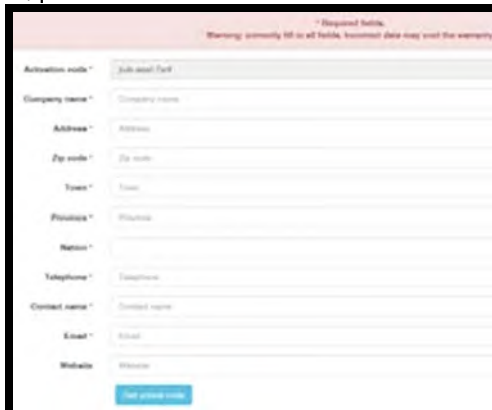 * Required fields.
Warning: correctly fill in all fields. Incorrect data may void the warranty
Activation code *
Company name * Company name
Address * Address
Zip code * Zip code
Town * Town
Province * Province
Nation *
Telephone * Telephone
Contact name * Contact name
Email * Email
Website Website